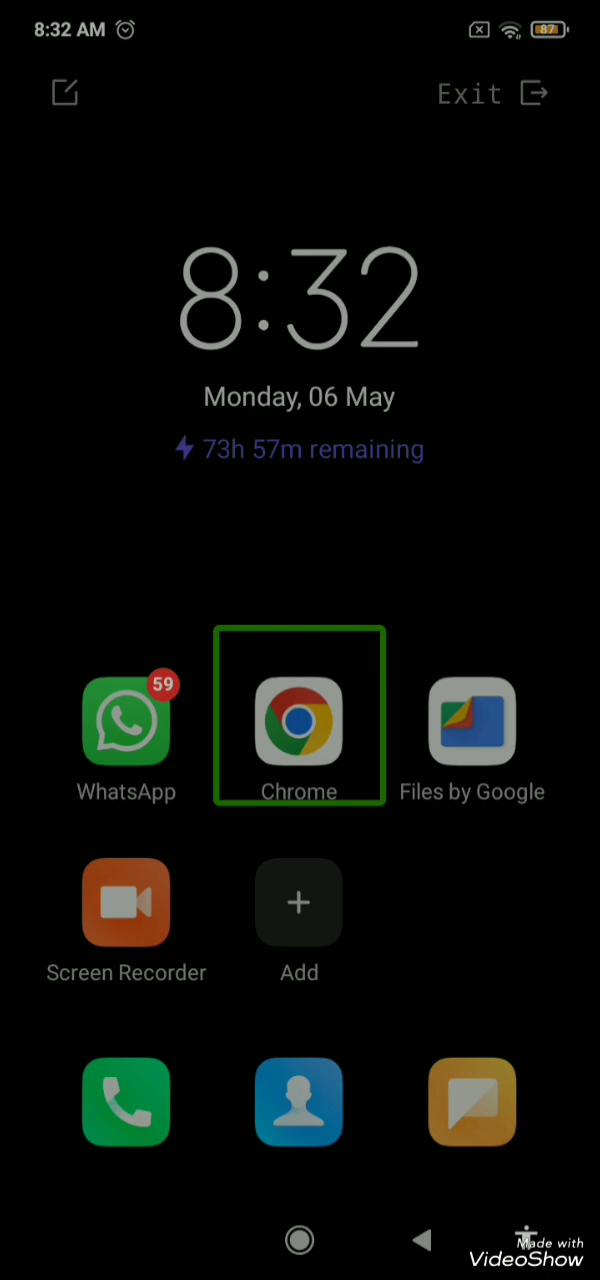 8:32 AM
87
Exit
8:32
Monday, 06 May
73h 57m remaining
59
WhatsApp
Chrome
Files by Google
Screen Recorder
Add
Made with
VideoShow